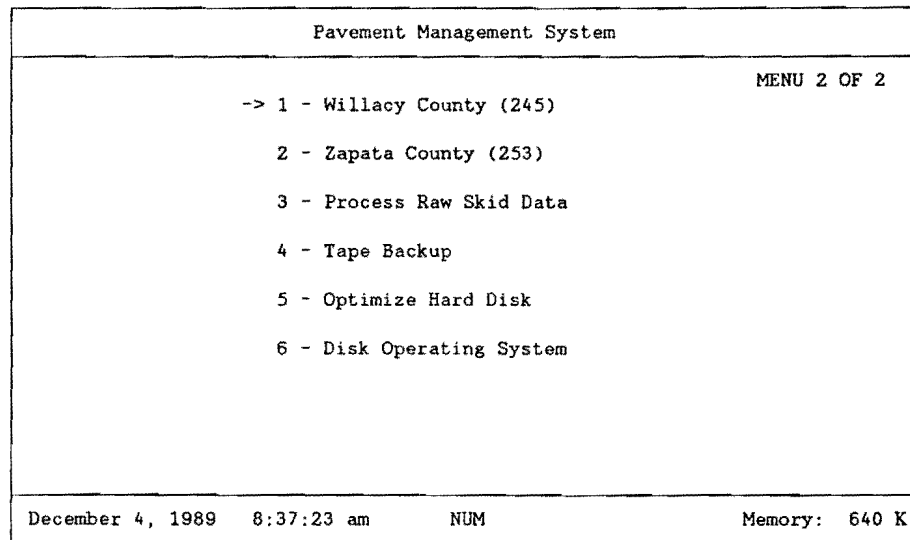 Pavement Management System
MENU 2 OF 2
-> 1 - Willacy County (245)
2 - Zapata County (253)
3 - Process Raw Skid Data
4 - Tape Backup
5 - Optimize Hard Disk
6 - Disk Operating System
December 4, 1989 8:37:23 am NUM Memory: 640 K